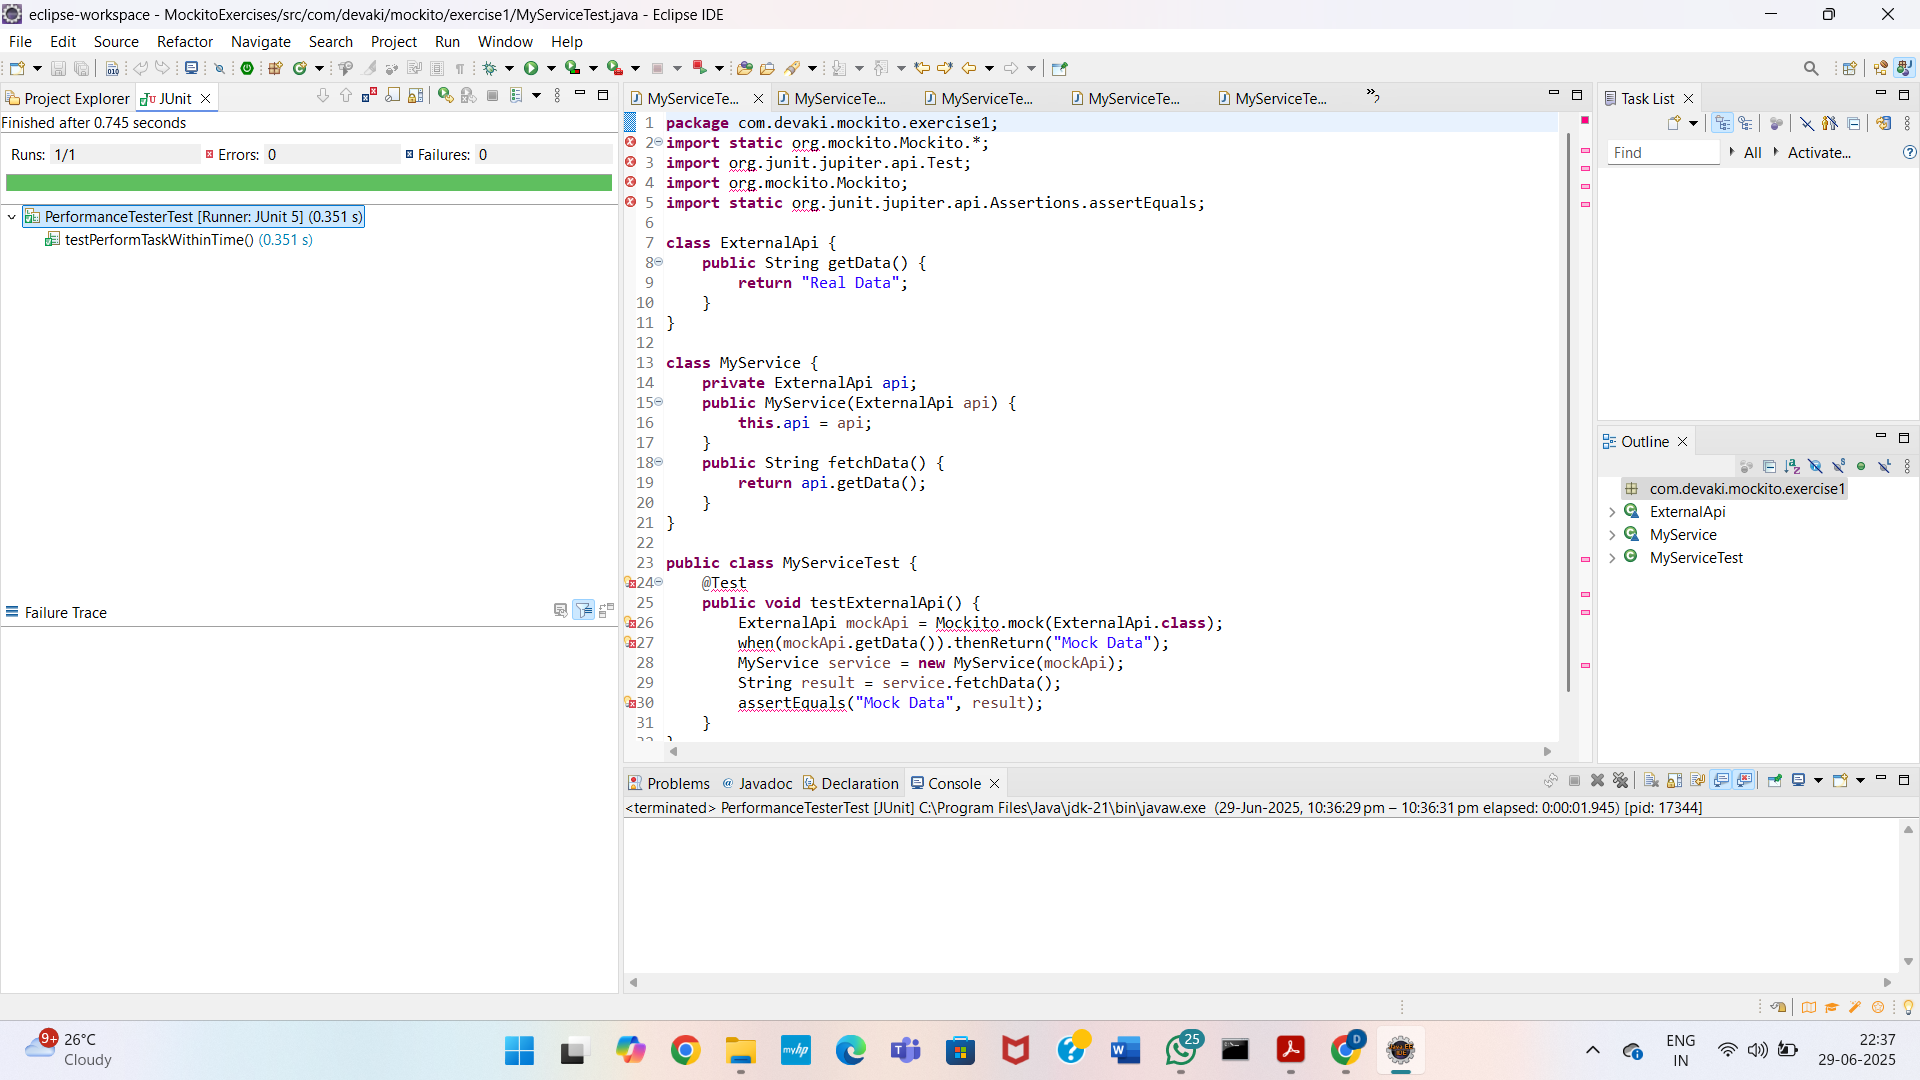 eclipse-workspace - MockitoExercises/src/com/devaki/mockito/exercise1/MyServiceTest.java - Eclipse IDE
File Edit Source Refactor Navigate Search Project Run Window Help
Project Explorer JUnit
Finished after 0.745 seconds
Runs: 1/1 Errors: 0 Failures: 0
PerformanceTesterTest [Runner: JUnit 5] (0.351 s)
testPerformTaskWithinTime() (0.351 s)
Failure Trace
MyServiceTe... MyServiceTe... MyServiceTe... MyServiceTe... MyServiceTe...
1 package com.devaki.mockito.exercise1;
2 import static org.mockito.Mockito.*;
3 import org.junit.jupiter.api.Test;
4 import org.mockito.Mockito;
5 import static org.junit.jupiter.api.Assertions.assertEquals;
6
7 class ExternalApi {
8 public String getData() {
9 return "Real Data";
10 }
11 }
12
13 class MyService {
14 private ExternalApi api;
15 public MyService(ExternalApi api) {
16 this.api = api;
17 }
18 public String fetchData() {
19 return api.getData();
20 }
21 }
22
23 public class MyServiceTest {
24 @Test
25 public void testExternalApi() {
26 ExternalApi mockApi = Mockito.mock(ExternalApi.class);
27 when(mockApi.getData()).thenReturn("Mock Data");
28 MyService service = new MyService(mockApi);
29 String result = service.fetchData();
30 assertEquals("Mock Data", result);
31 }
Task List
Find All Activate...
Outline
com.devaki.mockito.exercise1
ExternalApi
MyService
MyServiceTest
Problems Javadoc Declaration Console
<terminated> PerformanceTesterTest [JUnit] C:\Program Files\Java\jdk-21\bin\javaw.exe (29-Jun-2025, 10:36:29 pm – 10:36:31 pm elapsed: 0:00:01.945) [pid: 17344]
9+
26°C
Cloudy
myhp
25
D
ENG
IN
22:37
29-06-2025